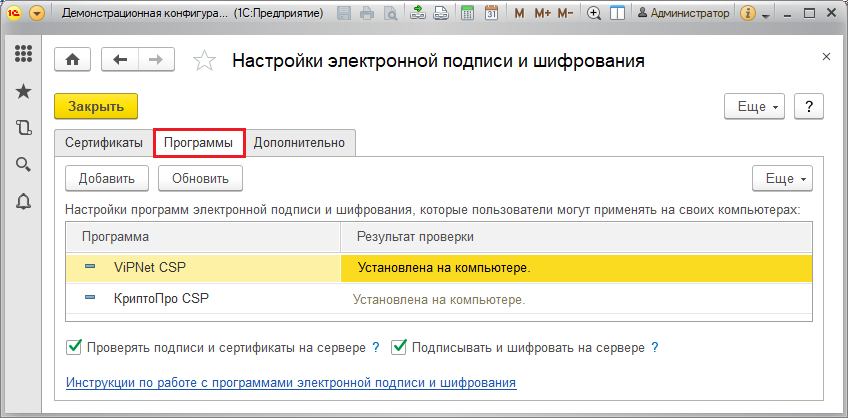 Демонстрационная конфигура... (1С:Предприятие) M M+ M- Администратор
Настройки электронной подписи и шифрования
Закрыть Еще ?
Сертификаты Программы Дополнительно
Добавить Обновить Еще
Настройки программ электронной подписи и шифрования, которые пользователи могут применять на своих компьютерах:
Программа Результат проверки
ViPNet CSP Установлена на компьютере.
КриптоПро CSP Установлена на компьютере.
Проверять подписи и сертификаты на сервере ? Подписывать и шифровать на сервере ?
Инструкции по работе с программами электронной подписи и шифрования